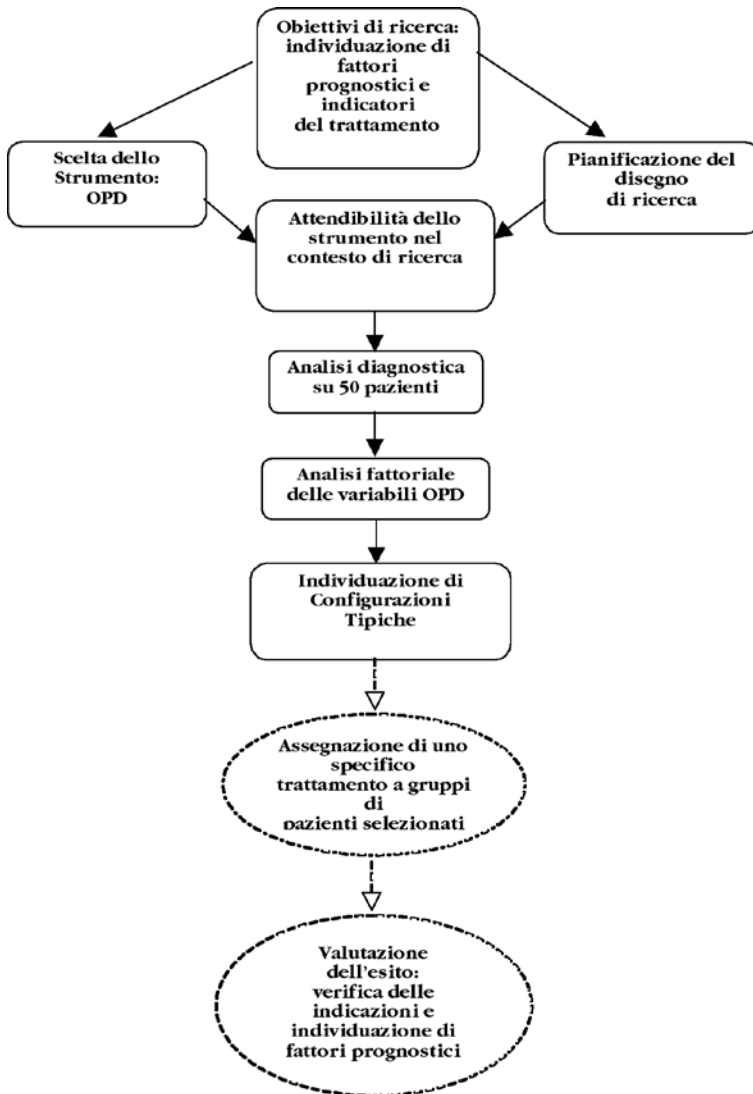 Obiettivi di ricerca:
individuazione di
fattori
prognostici e
indicatori
del trattamento
Scelta dello
Strumento:
OPD
Pianificazione del
disegno
di ricerca
Attendibilità dello
strumento nel
contesto di ricerca
Analisi diagnostica
su 50 pazienti
Analisi fattoriale
delle variabili OPD
Individuazione di
Configurazioni
Tipiche
Assegnazione di uno
specifico
trattamento a gruppi
di
pazienti selezionati
Valutazione
dell'esito:
verifica delle
indicazioni e
individuazione di
fattori prognostici